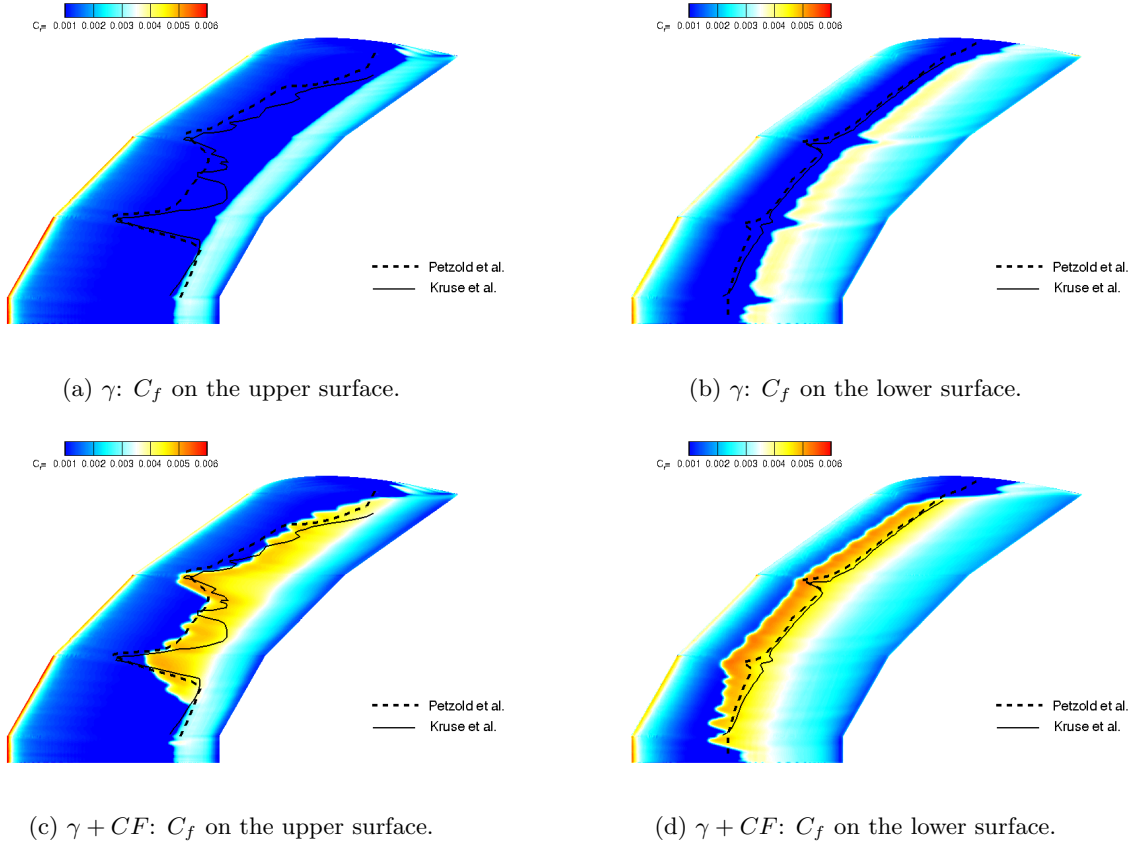 Cf= 0.001 0.002 0.003 0.004 0.005 0.006
Cf= 0.001 0.002 0.003 0.004 0.005 0.006
Petzold et al.
Kruse et al.
Petzold et al.
Kruse et al.
(a) γ: C_f on the upper surface.
(b) γ: C_f on the lower surface.
Cf= 0.001 0.002 0.003 0.004 0.005 0.006
Cf= 0.001 0.002 0.003 0.004 0.005 0.006
Petzold et al.
Kruse et al.
Petzold et al.
Kruse et al.
(c) γ + CF: C_f on the upper surface.
(d) γ + CF: C_f on the lower surface.